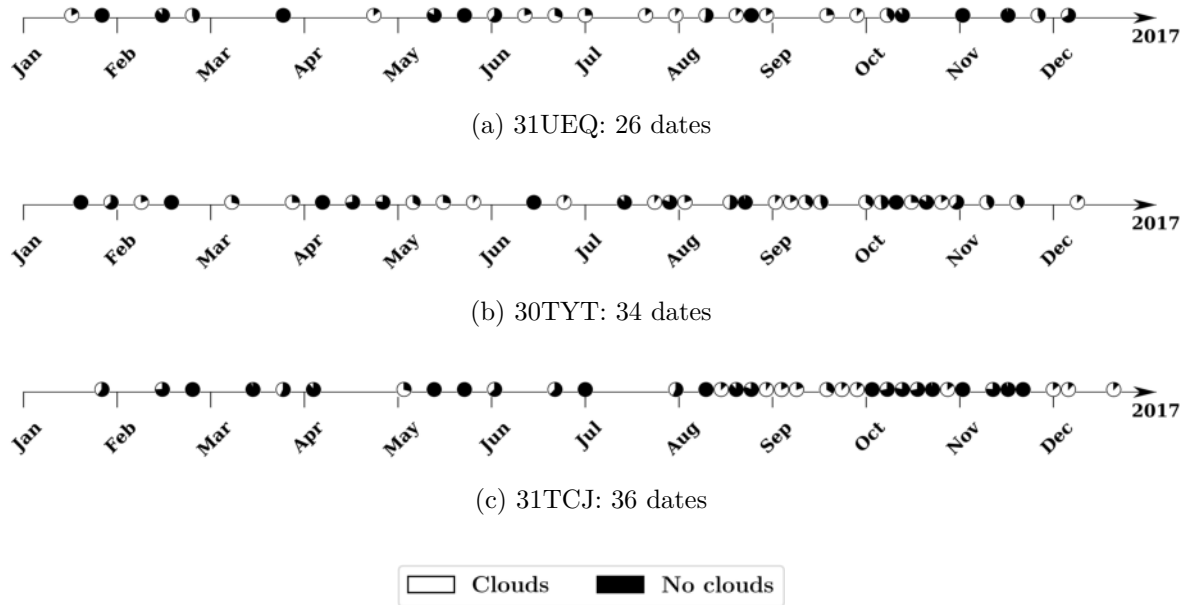 Jan Feb Mar Apr May Jun Jul Aug Sep Oct Nov Dec 2017
(a) 31UEQ: 26 dates
Jan Feb Mar Apr May Jun Jul Aug Sep Oct Nov Dec 2017
(b) 30TYT: 34 dates
Jan Feb Mar Apr May Jun Jul Aug Sep Oct Nov Dec 2017
(c) 31TCJ: 36 dates
Clouds No clouds